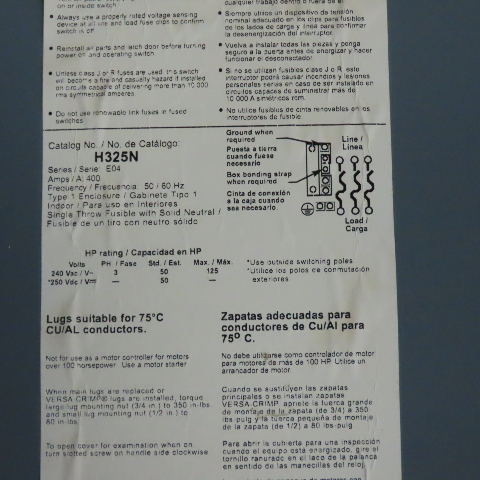 on or inside switch
Always use a properly rated voltage sensing
device at all line and load fuse clips to confirm
switch is off
Reinstall all parts and latch door before turning
power on and operating switch
Unless class J or R fuses are used, this switch
will become a fire and casualty hazard if installed
on circuits capable of delivering more than 10,000
rms symmetrical amperes
Do not use renewable link fuses in fused
switches
cualquier trabajo dentro o fuera de él
Siempre utilice un dispositivo de tensión
nominal adecuado en los clips para fusibles
de los lados de carga y línea para confirmar
la desenergización del interruptor.
Vuelva a instalar todas las piezas y ponga
seguro a la puerta antes de energizar y hacer
funcionar el desconectador
Si no se utilizan fusibles clase J o R, este
interruptor podrá causar incendios y lesiones
personales serias en caso de ser instalado en
circuitos capaces de suministrar más de
10 000 A simétricos rcm.
No utilice fusibles de cinta renovables en los
interruptores de fusible
Catalog No. / No. de Catálogo:
H325N
Series / Serie: E04
Amps / A: 400
Frequency / Frecuencia: 50 / 60 Hz
Type 1 Enclosure / Gabinete Tipo 1
Indoor / Para uso en Interiores
Single Throw Fusible with Solid Neutral /
Fusible de un tiro con neutro sólido
Ground when
required
Puesta a tierra
cuando fuese
necesario
Box bonding strap
when required
Cinta de conexión
a la caja cuando
sea necesario.
Line /
Línea
Load /
Carga
HP rating / Capacidad en HP
Volts PH / Fase Std. / Est. Max. / Máx.
240 Vac / V~ 3 50 125
*250 Vdc / V⎓ — 50 —
*Use outside switching poles
*Utilice los polos de conmutación
exteriores
Lugs suitable for 75°C
CU/AL conductors.
Not for use as a motor controller for motors
over 100 horsepower. Use a motor starter
When main lugs are replaced or
VERSA-CRIMP® lugs are installed, torque
large lug mounting nut (3/4 in.) to 350 in-lbs.
and small lug mounting nut (1/2 in.) to
80 in-lbs.
To open cover for examination when on
turn slotted screw on handle side clockwise
Zapatas adecuadas para
conductores de Cu/Al para
75º C.
No debe utilizarse como controlador de motor
para motores de más de 100 HP. Utilice un
arrancador de motor.
Cuando se sustituyen las zapatas
principales o se instalan zapatas
VERSA-CRIMP, apriete la tuerca grande
de montaje de la zapata (de 3/4) a 350
lbs-pulg y la tuerca pequeña de montaje
de la zapata (de 1/2) a 80 lbs-pulg
Para abrir la cubierta para una inspección
cuando el equipo está energizado, gire el
tornillo ranurado en el laco de la palanca
en sentido de las manecillas del reloj